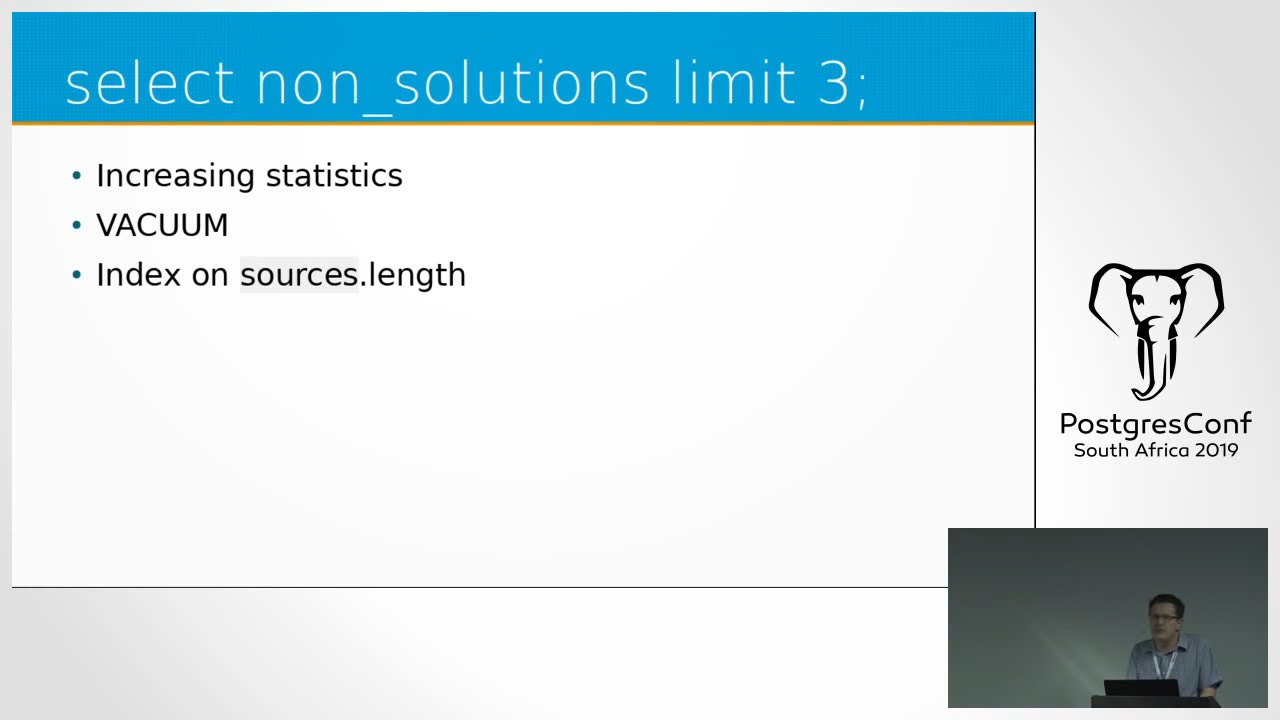 select non_solutions limit 3;
Increasing statistics
VACUUM
Index on sources.length
PostgresConf
South Africa 2019